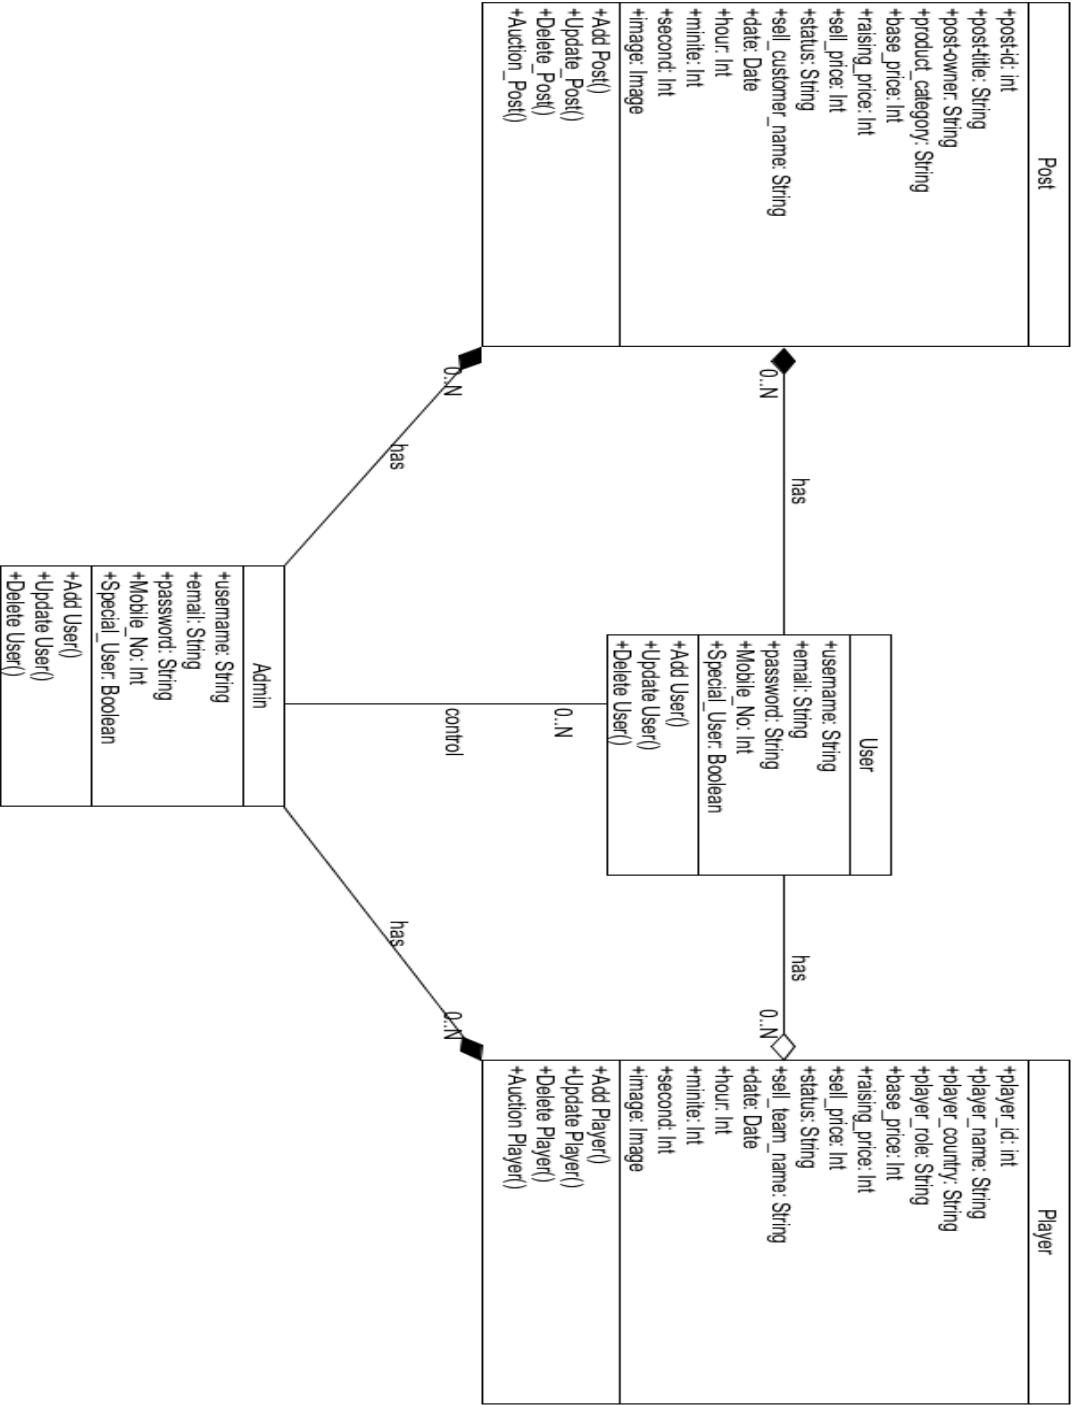 Post
+post-id: int
+post-title: String
+post-owner: String
+product_category: String
+base_price: Int
+raising_price: Int
+sell_price: Int
+status: String
+sell_customer_name: String
+date: Date
+hour: Int
+minite: Int
+second: Int
+image: Image
+Add Post()
+Update_Post()
+Delete_Post()
+Auction_Post()
0..N
has
0..N
has
User
+username: String
+email: String
+password: String
+Mobile_No: Int
+Special_User: Boolean
+Add User()
+Update User()
+Delete User()
0..N
control
Admin
+username: String
+email: String
+password: String
+Mobile_No: Int
+Special_User: Boolean
+Add User()
+Update User()
+Delete User()
has
0..N
has
0..N
Player
+player_id: int
+player_name: String
+player_country: String
+player_role: String
+base_price: Int
+raising_price: Int
+sell_price: Int
+status: String
+sell_team_name: String
+date: Date
+hour: Int
+minite: Int
+second: Int
+image: Image
+Add Player()
+Update Player()
+Delete Player()
+Auction Player()